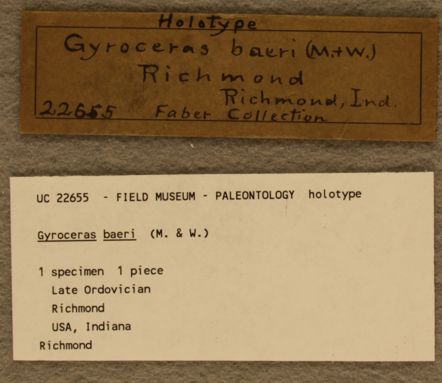 Holotype
Gyroceras baeri (M.+W.)
Richmond
Richmond, Ind.
22655 Faber Collection
UC 22655 - FIELD MUSEUM - PALEONTOLOGY holotype
Gyroceras baeri (M. & W.)
1 specimen 1 piece
Late Ordovician
Richmond
USA, Indiana
Richmond